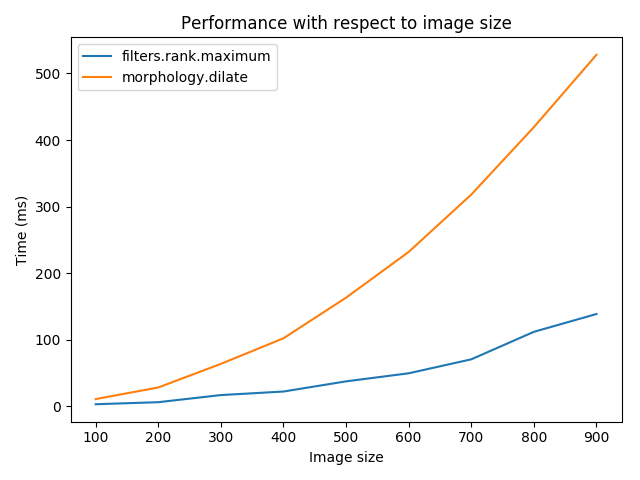 Performance with respect to image size
filters.rank.maximum
morphology.dilate
Time (ms)
500
400
300
200
100
0
100 200 300 400 500 600 700 800 900
Image size